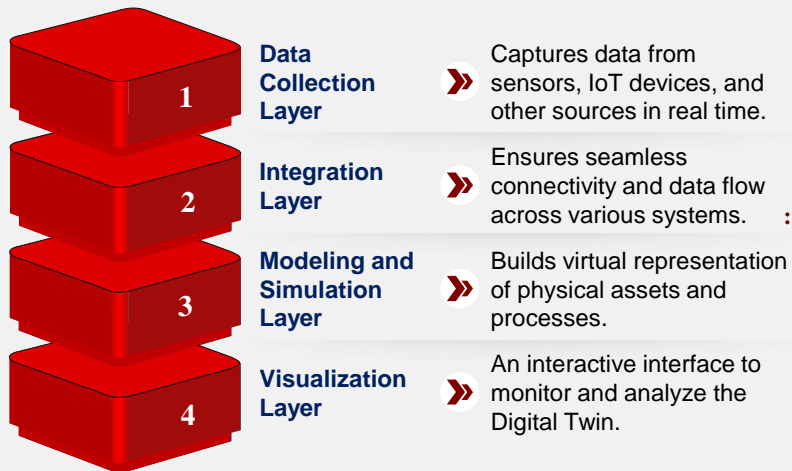 1
Data
Collection
Layer
Captures data from
sensors, IoT devices, and
other sources in real time.
2
Integration
Layer
Ensures seamless
connectivity and data flow
across various systems.
:
3
Modeling and
Simulation
Layer
Builds virtual representation
of physical assets and
processes.
4
Visualization
Layer
An interactive interface to
monitor and analyze the
Digital Twin.